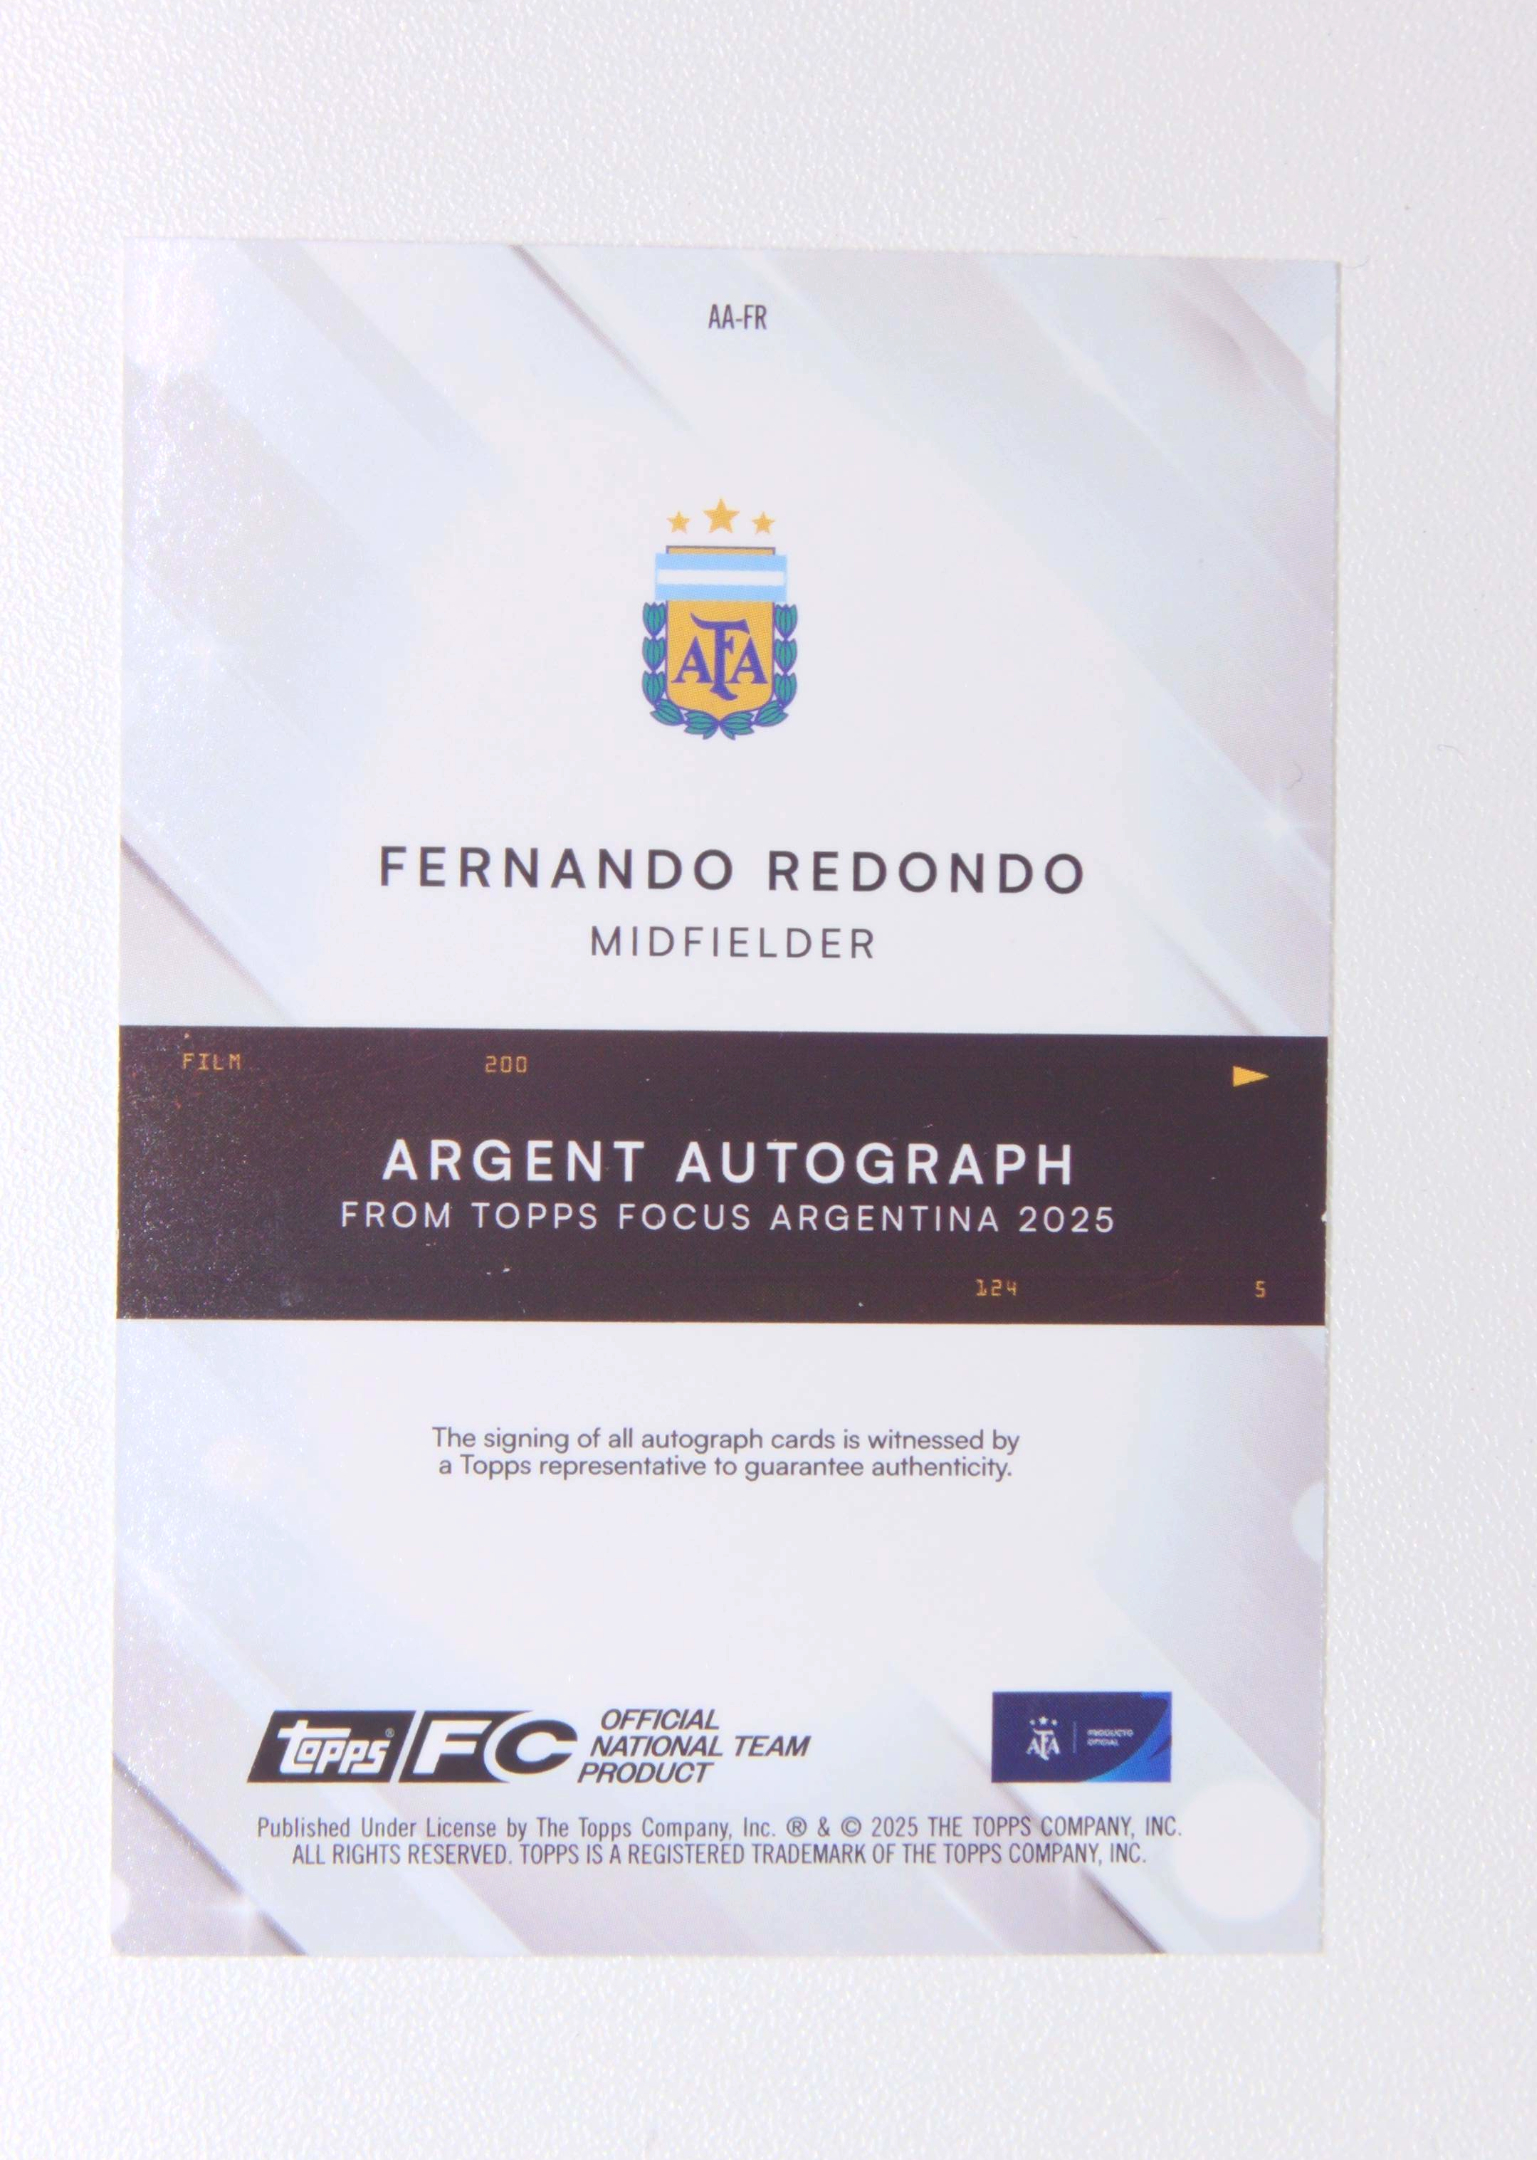 AA-FR
AFA
FERNANDO REDONDO
MIDFIELDER
FILM 200
ARGENT AUTOGRAPH
FROM TOPPS FOCUS ARGENTINA 2025
124 5
The signing of all autograph cards is witnessed by
a Topps representative to guarantee authenticity.
topps® FC OFFICIAL
NATIONAL TEAM
PRODUCT
AFA PRODUCTO
OFICIAL
Published Under License by The Topps Company, Inc. ® & © 2025 THE TOPPS COMPANY, INC.
ALL RIGHTS RESERVED. TOPPS IS A REGISTERED TRADEMARK OF THE TOPPS COMPANY, INC.